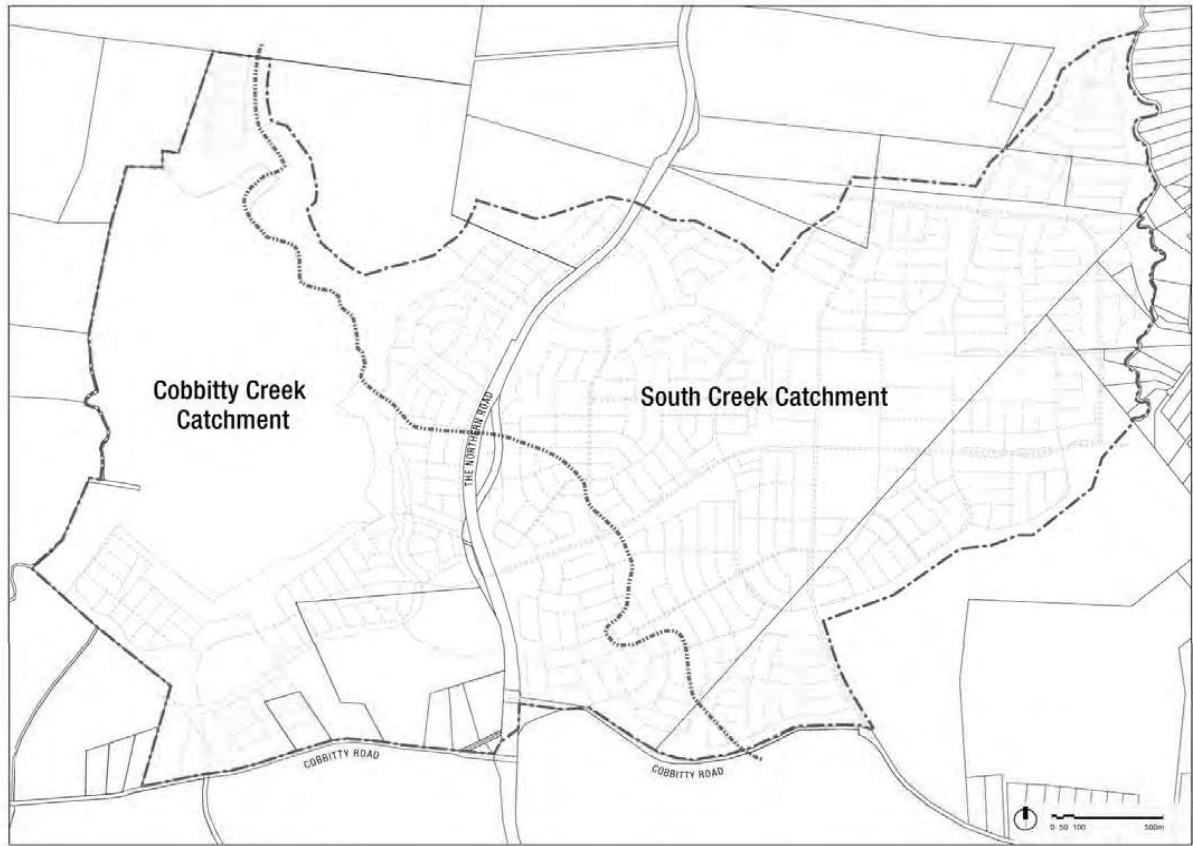 Cobbitty Creek
Catchment
South Creek Catchment
THE NORTHERN ROAD
COBBITTY ROAD
COBBITTY ROAD
0 50 100 500m